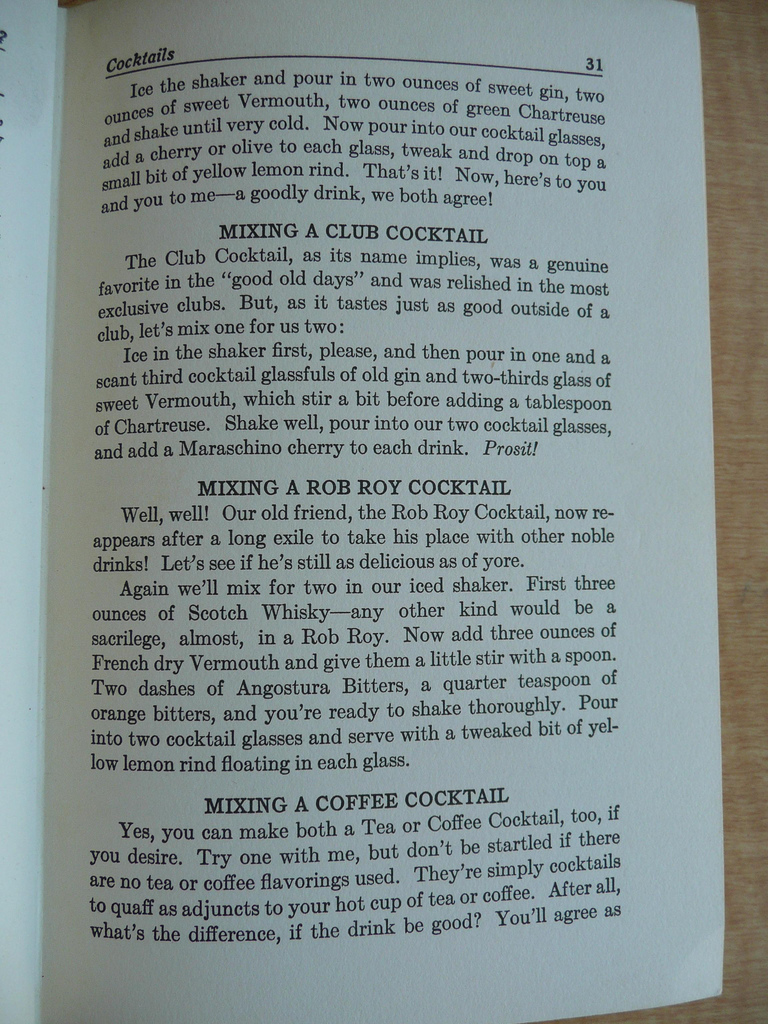 Cocktails 31
Ice the shaker and pour in two ounces of sweet gin, two
ounces of sweet Vermouth, two ounces of green Chartreuse
and shake until very cold. Now pour into our cocktail glasses,
add a cherry or olive to each glass, tweak and drop on top a
small bit of yellow lemon rind. That's it! Now, here's to you
and you to me—a goodly drink, we both agree!
MIXING A CLUB COCKTAIL
The Club Cocktail, as its name implies, was a genuine
favorite in the "good old days" and was relished in the most
exclusive clubs. But, as it tastes just as good outside of a
club, let's mix one for us two:
Ice in the shaker first, please, and then pour in one and a
scant third cocktail glassfuls of old gin and two-thirds glass of
sweet Vermouth, which stir a bit before adding a tablespoon
of Chartreuse. Shake well, pour into our two cocktail glasses,
and add a Maraschino cherry to each drink. Prosit!
MIXING A ROB ROY COCKTAIL
Well, well! Our old friend, the Rob Roy Cocktail, now re-
appears after a long exile to take his place with other noble
drinks! Let's see if he's still as delicious as of yore.
Again we'll mix for two in our iced shaker. First three
ounces of Scotch Whisky—any other kind would be a
sacrilege, almost, in a Rob Roy. Now add three ounces of
French dry Vermouth and give them a little stir with a spoon.
Two dashes of Angostura Bitters, a quarter teaspoon of
orange bitters, and you're ready to shake thoroughly. Pour
into two cocktail glasses and serve with a tweaked bit of yel-
low lemon rind floating in each glass.
MIXING A COFFEE COCKTAIL
Yes, you can make both a Tea or Coffee Cocktail, too, if
you desire. Try one with me, but don't be startled if there
are no tea or coffee flavorings used. They're simply cocktails
to quaff as adjuncts to your hot cup of tea or coffee. After all,
what's the difference, if the drink be good? You'll agree as